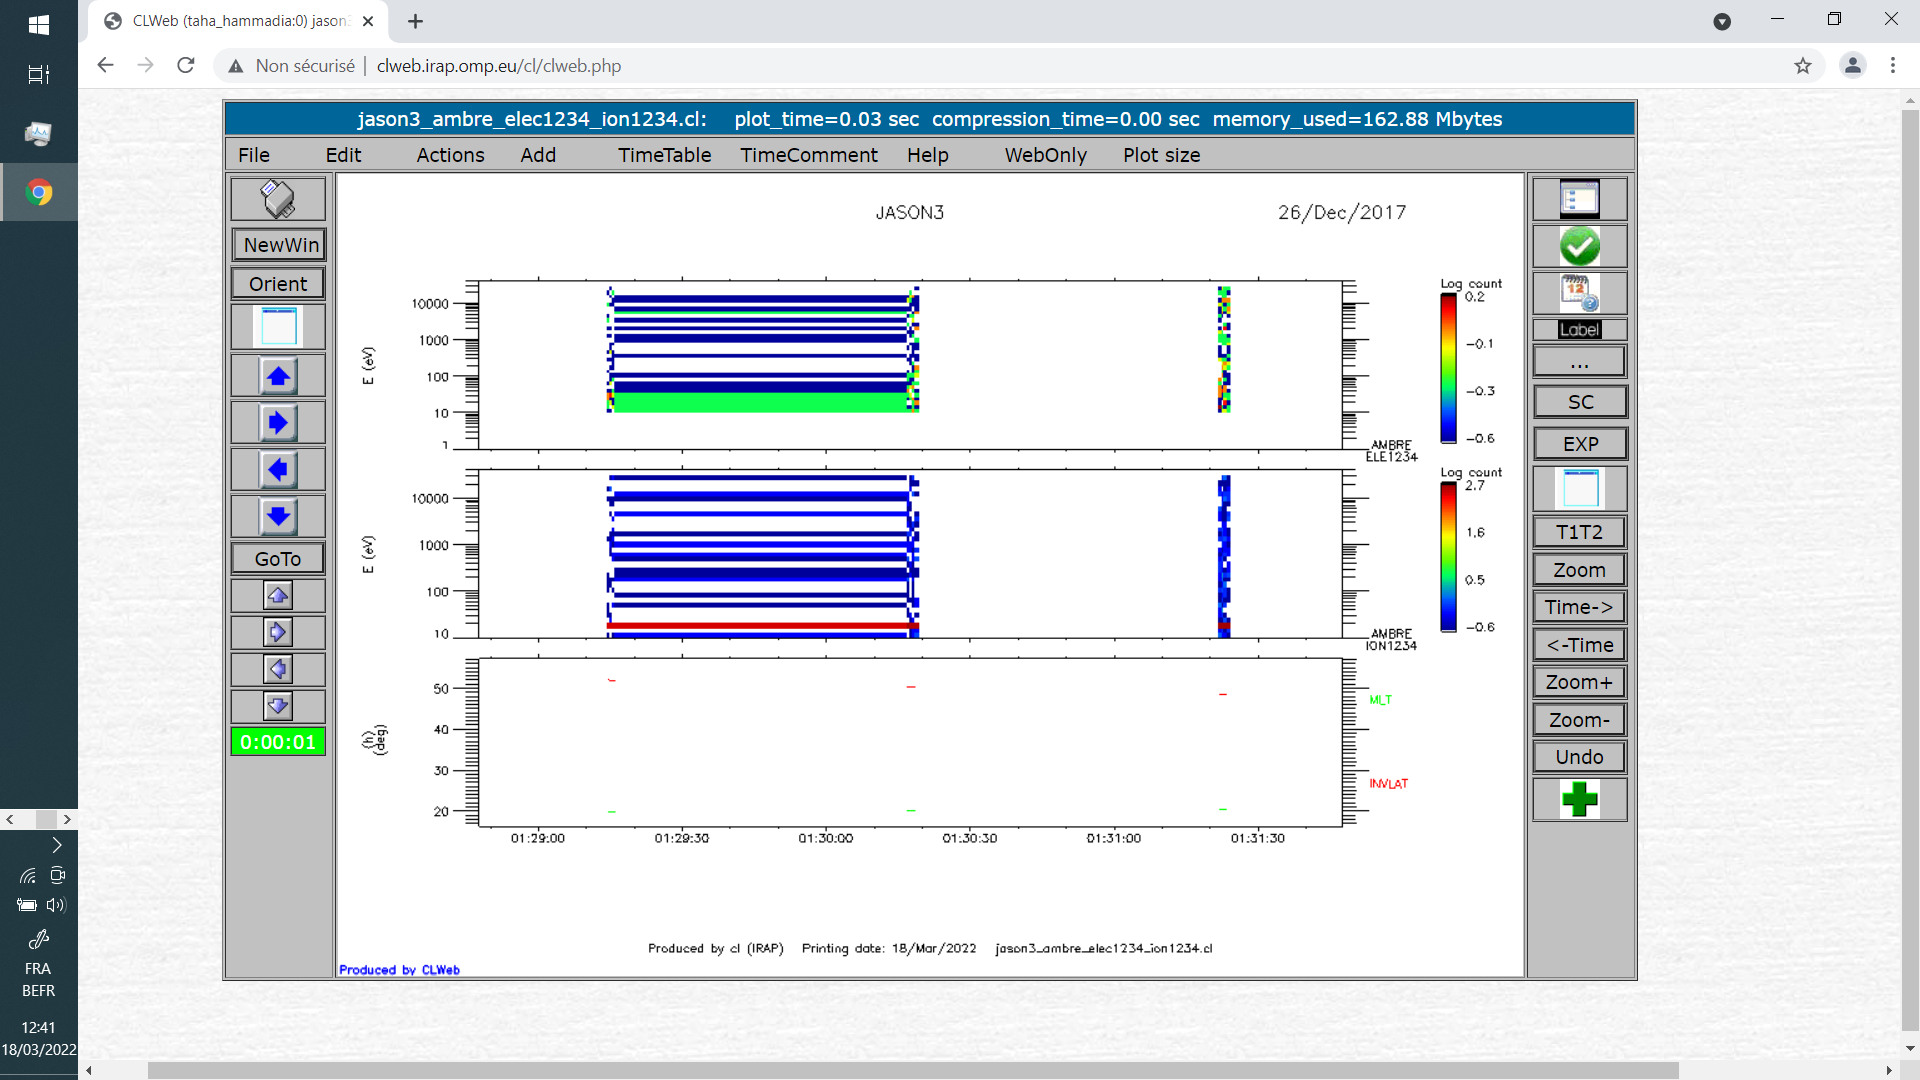 CLWeb (taha_hammadia:0) jason3
Non sécurisé | clweb.irap.omp.eu/cl/clweb.php
jason3_ambre_elec1234_ion1234.cl: plot_time=0.03 sec compression_time=0.00 sec memory_used=162.88 Mbytes
File Edit Actions Add TimeTable TimeComment Help WebOnly Plot size
NewWin
Orient
GoTo
0:00:01
JASON3 26/Dec/2017
Log count
10000
1000
100
10
1
E (eV)
0.2
-0.1
-0.3
-0.6
AMBRE
ELE1234
Log count
10000
1000
100
10
E (eV)
2.7
1.6
0.5
-0.6
AMBRE
ION1234
50
40
30
20
(h)
(deg)
MLT
INVLAT
01:29:00 01:29:30 01:30:00 01:30:30 01:31:00 01:31:30
Produced by cl (IRAP) Printing date: 18/Mar/2022 jason3_ambre_elec1234_ion1234.cl
Produced by CLWeb
12
Label
...
SC
EXP
T1T2
Zoom
Time->
<-Time
Zoom+
Zoom-
Undo
FRA
BEFR
12:41
18/03/2022